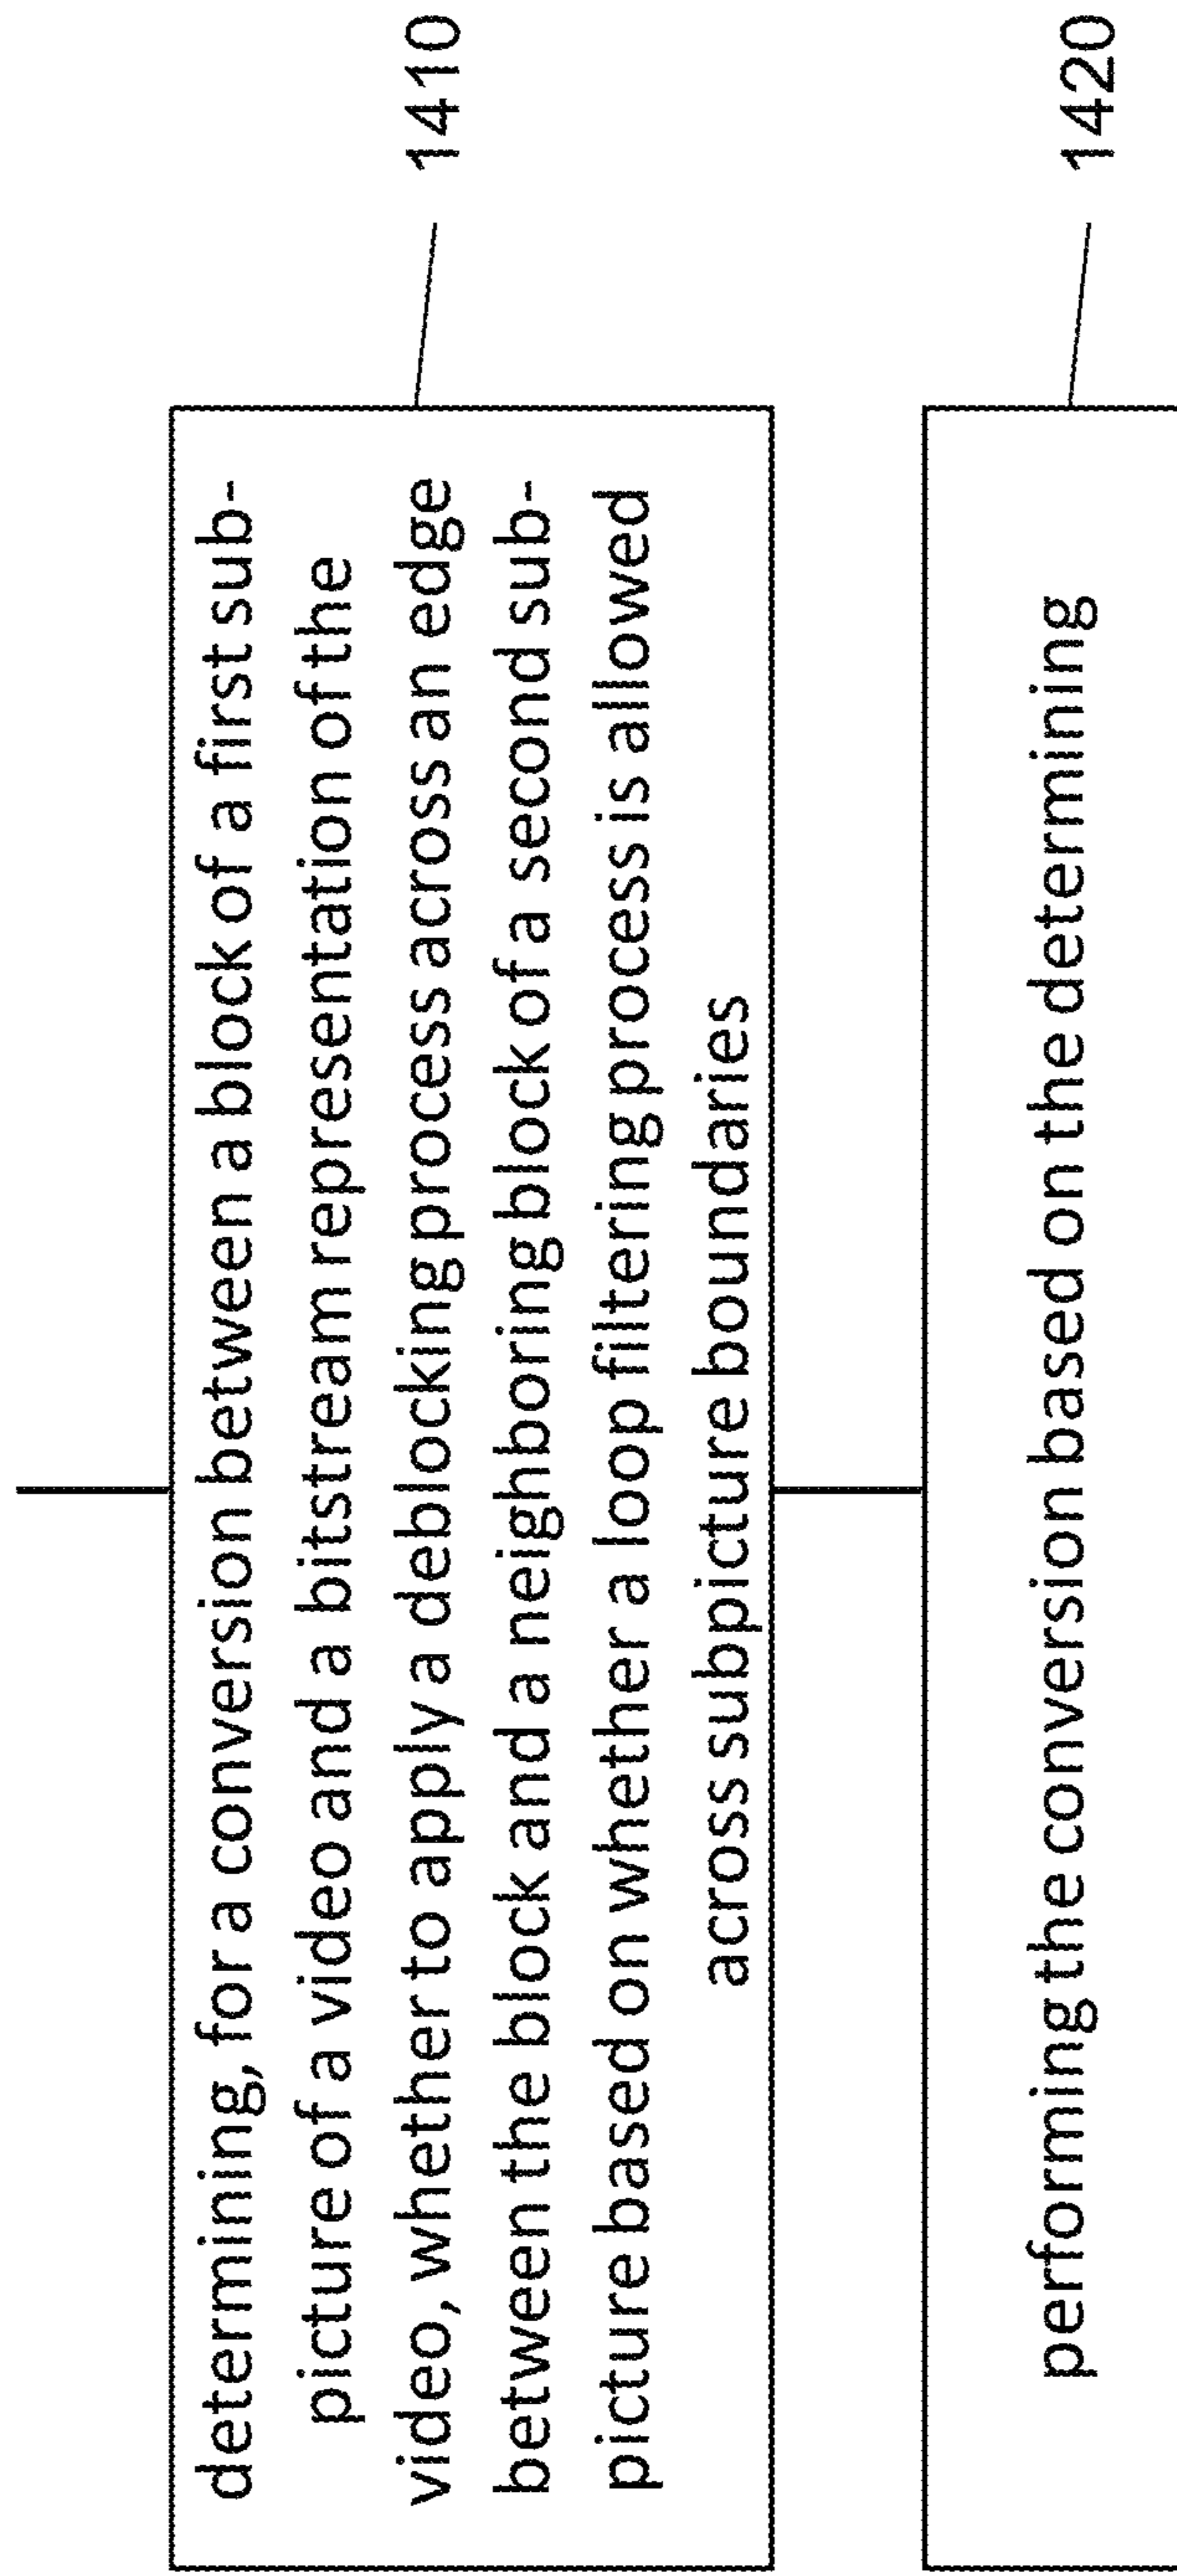 determining, for a conversion between a block of a first sub-
picture of a video and a bitstream representation of the
video, whether to apply a deblocking process across an edge
between the block and a neighboring block of a second sub-
picture based on whether a loop filtering process is allowed
across subpicture boundaries
1410
performing the conversion based on the determining
1420